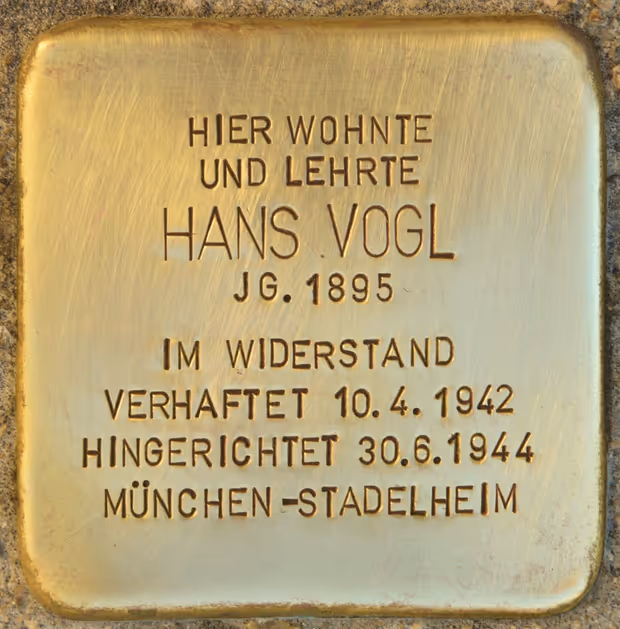 HIER WOHNTE
UND LEHRTE
HANS VOGL
JG. 1895
IM WIDERSTAND
VERHAFTET 10.4.1942
HINGERICHTET 30.6.1944
MÜNCHEN-STADELHEIM